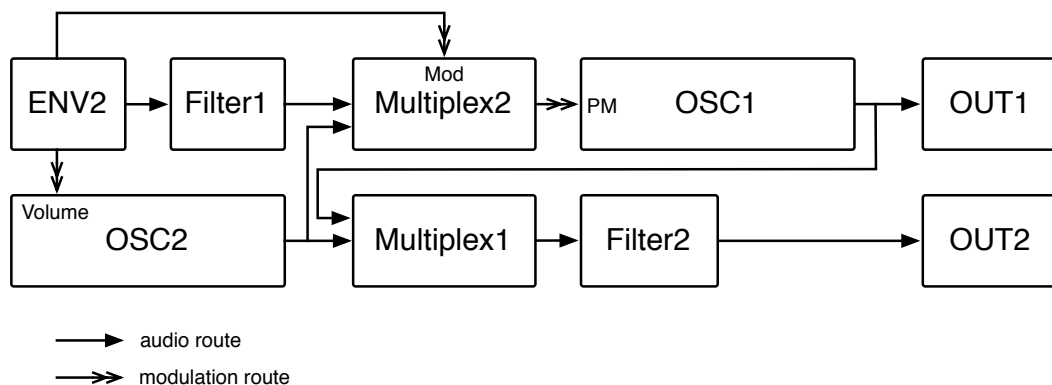 Mod
ENV2
Filter1
Multiplex2
PM
OSC1
OUT1
Volume
OSC2
Multiplex1
Filter2
OUT2
audio route
modulation route